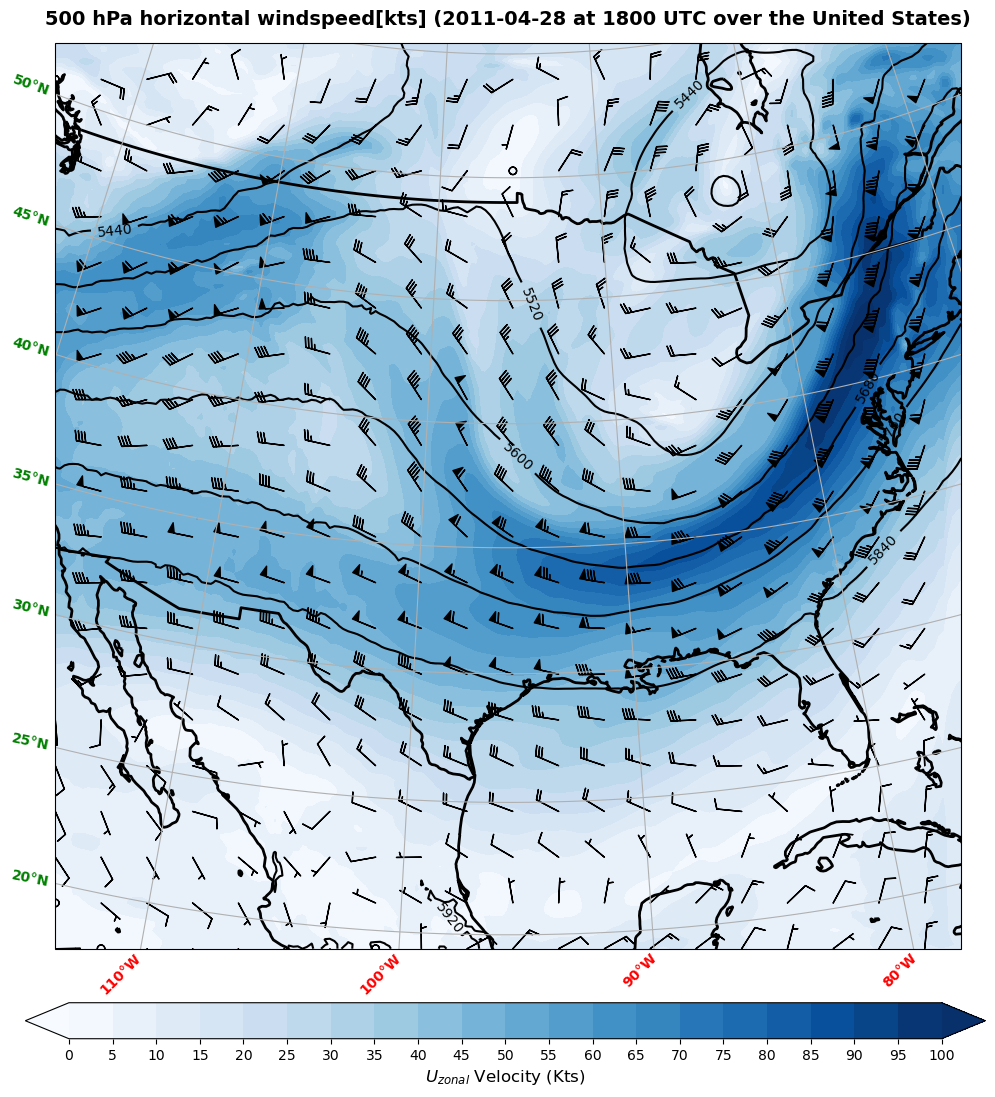 500 hPa horizontal windspeed[kts] (2011-04-28 at 1800 UTC over the United States)
50°N
5440
45°N
5440
5520
40°N
5680
35°N
5600
5840
30°N
25°N
20°N
5920
110°W 100°W 90°W 80°W
0 5 10 15 20 25 30 35 40 45 50 55 60 65 70 75 80 85 90 95 100
Uzonal Velocity (Kts)